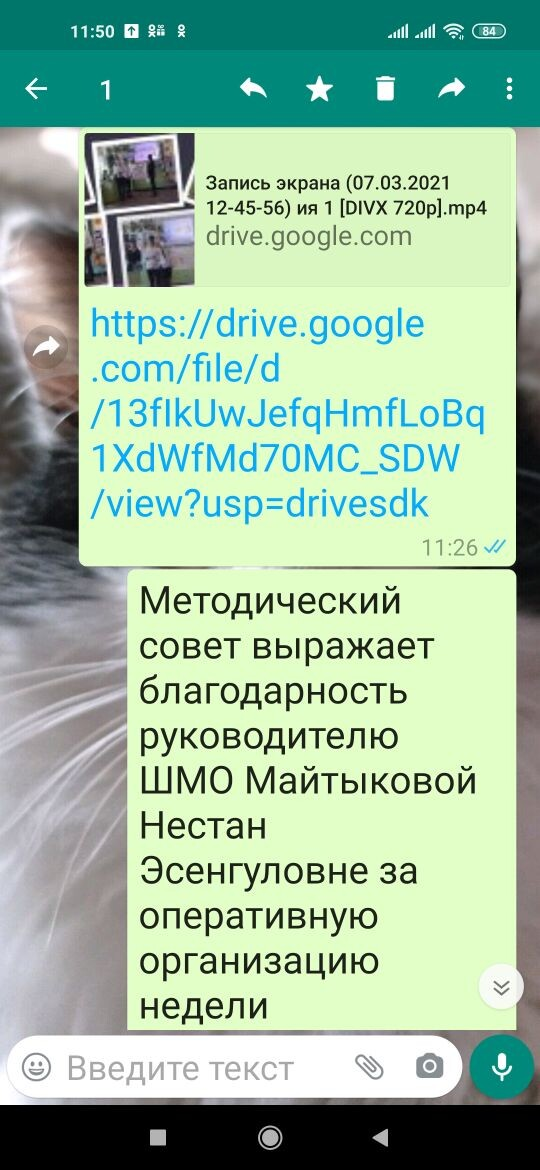 11:50
84
1
Запись экрана (07.03.2021
12-45-56) ия 1 [DIVX 720p].mp4
drive.google.com
https://drive.google
.com/file/d
/13flkUwJefqHmfLoBq
1XdWfMd70MC_SDW
/view?usp=drivesdk
11:26
Методический
совет выражает
благодарность
руководителю
ШМО Майтыковой
Нестан
Эсенгуловне за
оперативную
организацию
недели
Введите текст